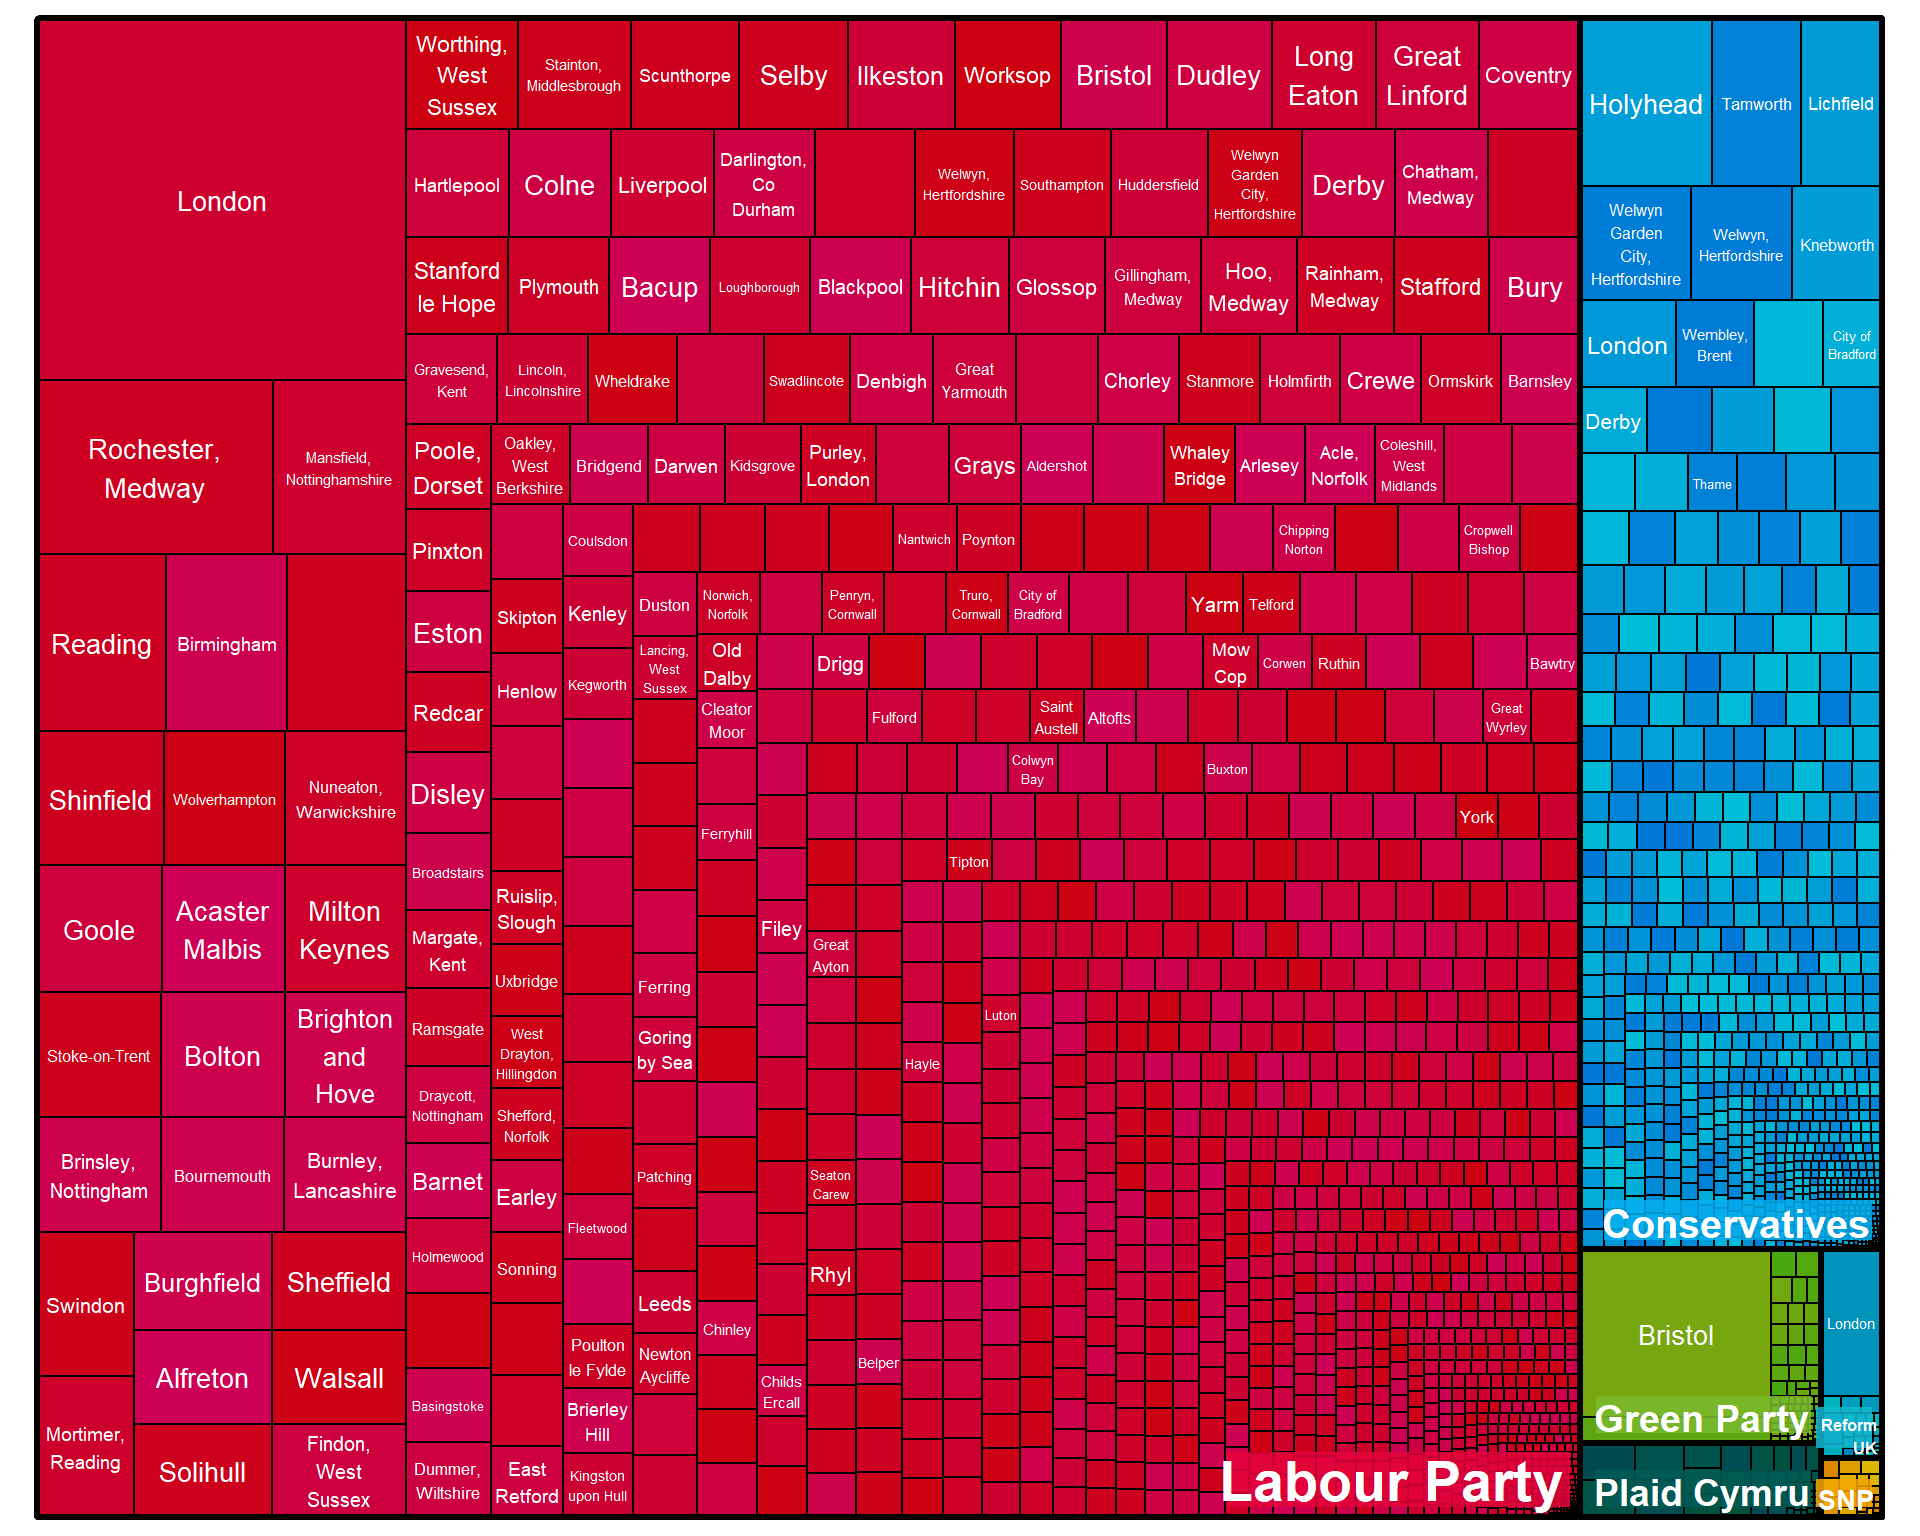 London
Rochester,
Medway
Mansfield,
Nottinghamshire
Reading
Birmingham
Shinfield
Wolverhampton
Nuneaton,
Warwickshire
Goole
Acaster
Malbis
Milton
Keynes
Stoke-on-Trent
Bolton
Brighton
and
Hove
Brinsley,
Nottingham
Bournemouth
Burnley,
Lancashire
Swindon
Burghfield
Sheffield
Alfreton
Walsall
Mortimer,
Reading
Solihull
Findon,
West
Sussex
Worthing,
West
Sussex
Stainton,
Middlesbrough
Scunthorpe
Selby
Ilkeston
Worksop
Bristol
Dudley
Long
Eaton
Great
Linford
Coventry
Hartlepool
Colne
Liverpool
Darlington,
Co
Durham
Welwyn,
Hertfordshire
Southampton
Huddersfield
Welwyn
Garden
City,
Hertfordshire
Derby
Chatham,
Medway
Stanford
le Hope
Plymouth
Bacup
Loughborough
Blackpool
Hitchin
Glossop
Gillingham,
Medway
Hoo,
Medway
Rainham,
Medway
Stafford
Bury
Gravesend,
Kent
Lincoln,
Lincolnshire
Wheldrake
Swadlincote
Denbigh
Great
Yarmouth
Chorley
Stanmore
Holmfirth
Crewe
Ormskirk
Barnsley
Poole,
Dorset
Oakley,
West
Berkshire
Bridgend
Darwen
Kidsgrove
Purley,
London
Grays
Aldershot
Whaley
Bridge
Arlesey
Acle,
Norfolk
Coleshill,
West
Midlands
Pinxton
Coulsdon
Nantwich
Poynton
Chipping
Norton
Cropwell
Bishop
Eston
Skipton
Kenley
Duston
Norwich,
Norfolk
Penryn,
Cornwall
Truro,
Cornwall
City of
Bradford
Yarm
Telford
Redcar
Henlow
Kegworth
Lancing,
West
Sussex
Old
Dalby
Drigg
Mow
Cop
Corwen
Ruthin
Bawtry
Cleator
Moor
Fulford
Saint
Austell
Altofts
Great
Wyrley
Disley
Colwyn
Bay
Buxton
Broadstairs
Ferryhill
York
Tipton
Ruislip,
Slough
Margate,
Kent
Filey
Great
Ayton
Uxbridge
Ferring
Ramsgate
West
Drayton,
Hillingdon
Goring
by Sea
Luton
Hayle
Draycott,
Nottingham
Shefford,
Norfolk
Barnet
Earley
Patching
Seaton
Carew
Fleetwood
Holmewood
Sonning
Rhyl
Leeds
Chinley
Poulton
le Fylde
Newton
Aycliffe
Belper
Childs
Ercall
Basingstoke
Brierley
Hill
Dummer,
Wiltshire
East
Retford
Kingston
upon Hull
Labour Party
Holyhead
Tamworth
Lichfield
Welwyn
Garden
City,
Hertfordshire
Welwyn,
Hertfordshire
Knebworth
London
Wembley,
Brent
City of
Bradford
Derby
Thame
Conservatives
Bristol
Green Party
London
Reform
UK
Plaid Cymru
SNP